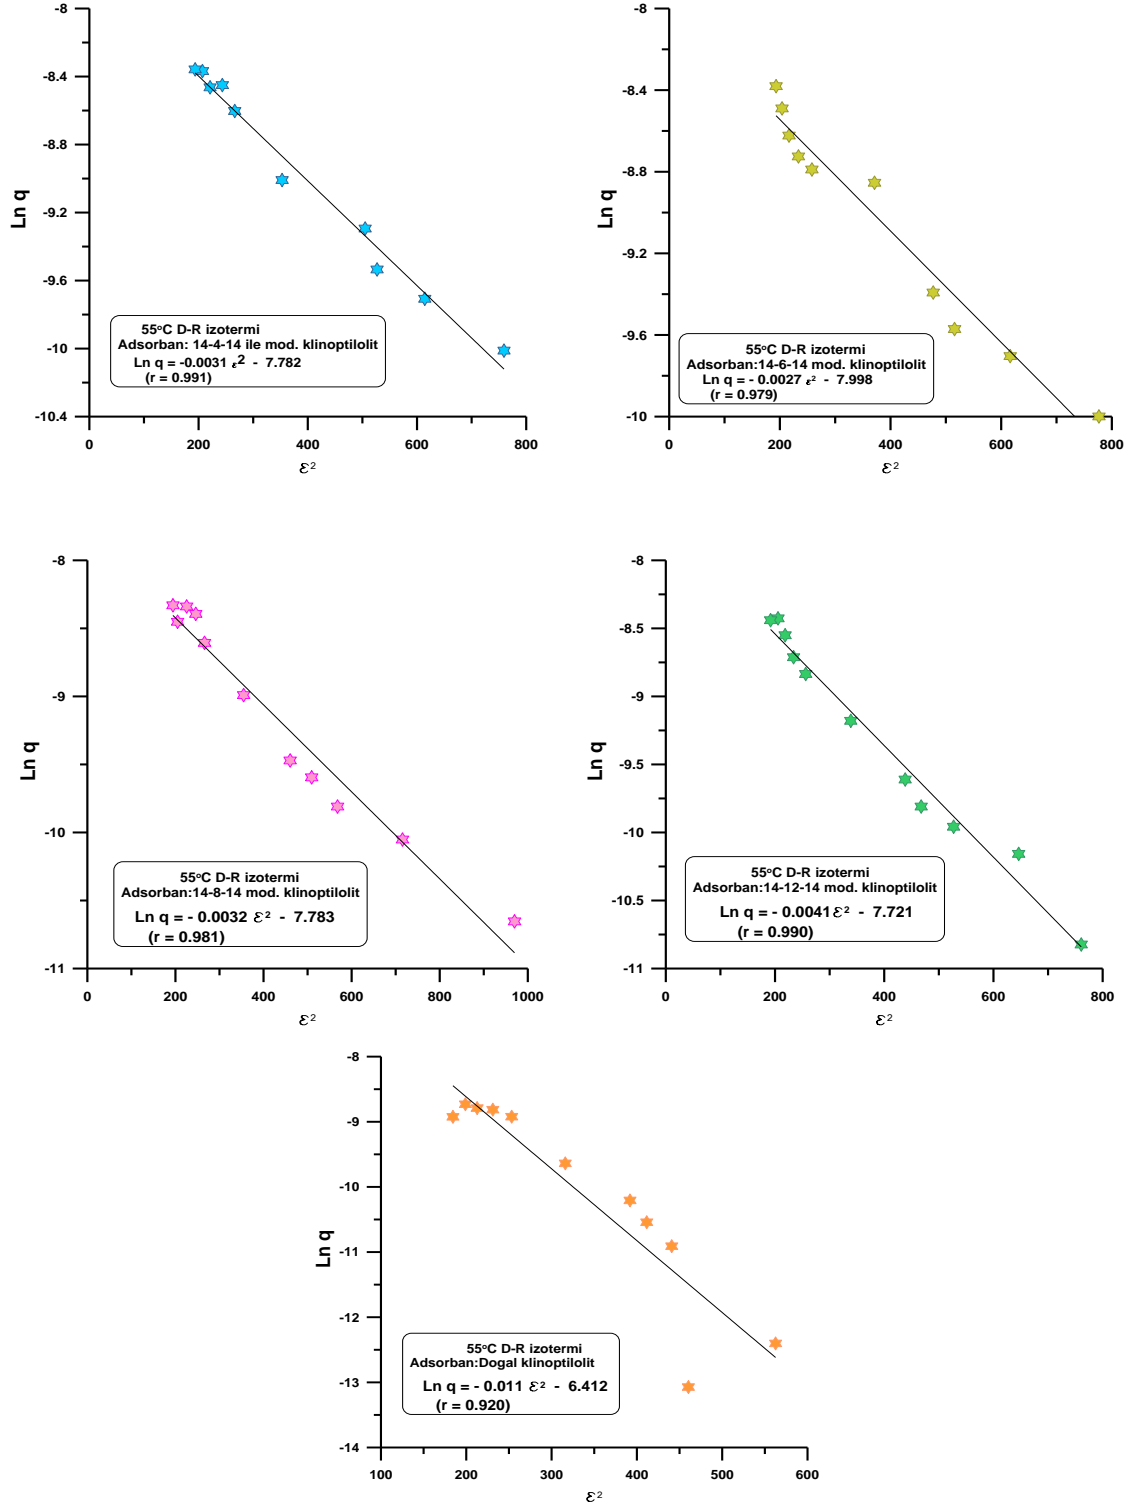 -8
-8.4
-8.8
-9.2
-9.6
-10
-10.4
Ln q
0
200
400
600
800
ε²
55ºC D-R izotermi
Adsorban: 14-4-14 ile mod. klinoptilolit
Ln q = -0.0031 ε² - 7.782
(r = 0.991)
-8
-8.4
-8.8
-9.2
-9.6
-10
Ln q
0
200
400
600
800
ε²
55ºC D-R izotermi
Adsorban:14-6-14 mod. klinoptilolit
Ln q = - 0.0027 ε² - 7.998
(r = 0.979)
-8
-9
-10
-11
Ln q
0
200
400
600
800
1000
ε²
55ºC D-R izotermi
Adsorban:14-8-14 mod. klinoptilolit
Ln q = - 0.0032 ε² - 7.783
(r = 0.981)
-8
-8.5
-9
-9.5
-10
-10.5
-11
Ln q
0
200
400
600
800
ε²
55ºC D-R izotermi
Adsorban:14-12-14 mod. klinoptilolit
Ln q = - 0.0041 ε² - 7.721
(r = 0.990)
-8
-9
-10
-11
-12
-13
-14
Ln q
100
200
300
400
500
600
ε²
55ºC D-R izotermi
Adsorban:Dogal klinoptilolit
Ln q = - 0.011 ε² - 6.412
(r = 0.920)